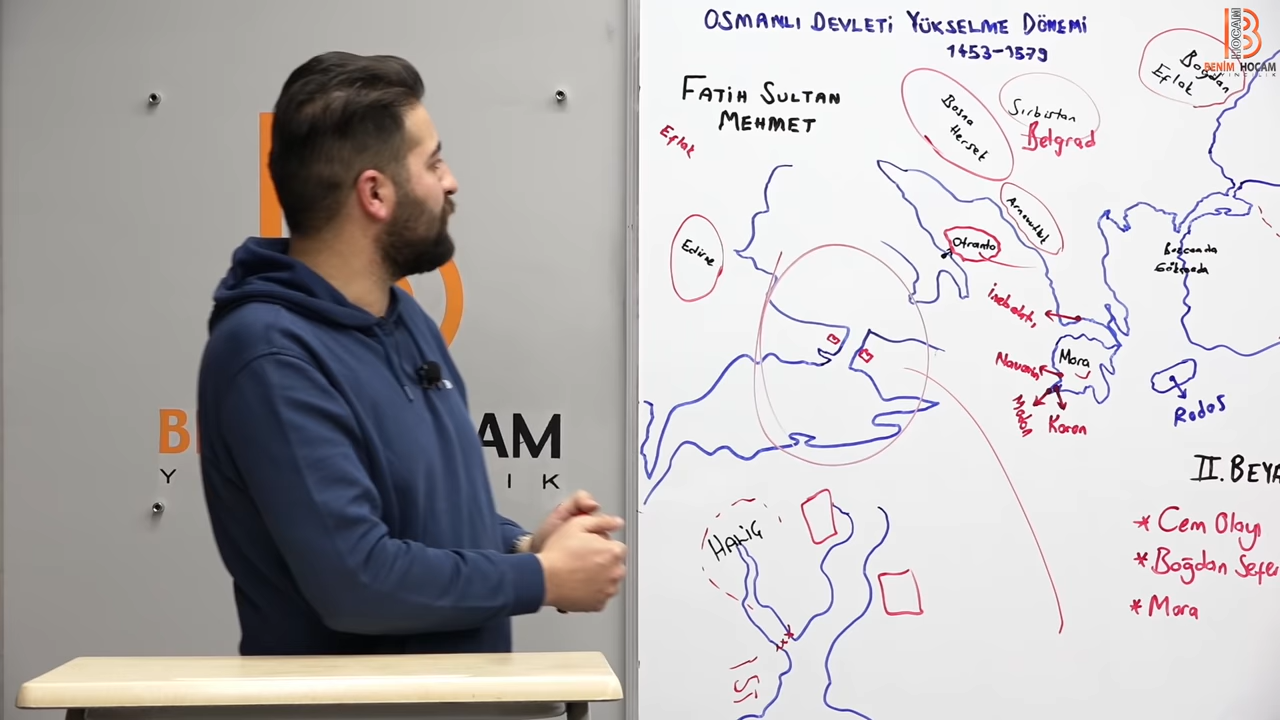 OSMANLI DEVLETİ YÜKSELME DÖNEMİ
1453-1579
FATİH SULTAN
MEHMET
Eflak
Bosna
Hersek
Sırbistan
Belgrad
Boğdan
Eflak
BENİM HOCAM
Edirne
Otranto
Arnavutluk
Bozcaada
Gökçeada
İnebahtı
Mora
Navarin
Modon
Koron
Rodos
HALİÇ
İST
II. BEYA
* Cem Olayı
* Boğdan Sefer
* Mora
B
AM
Y
I K